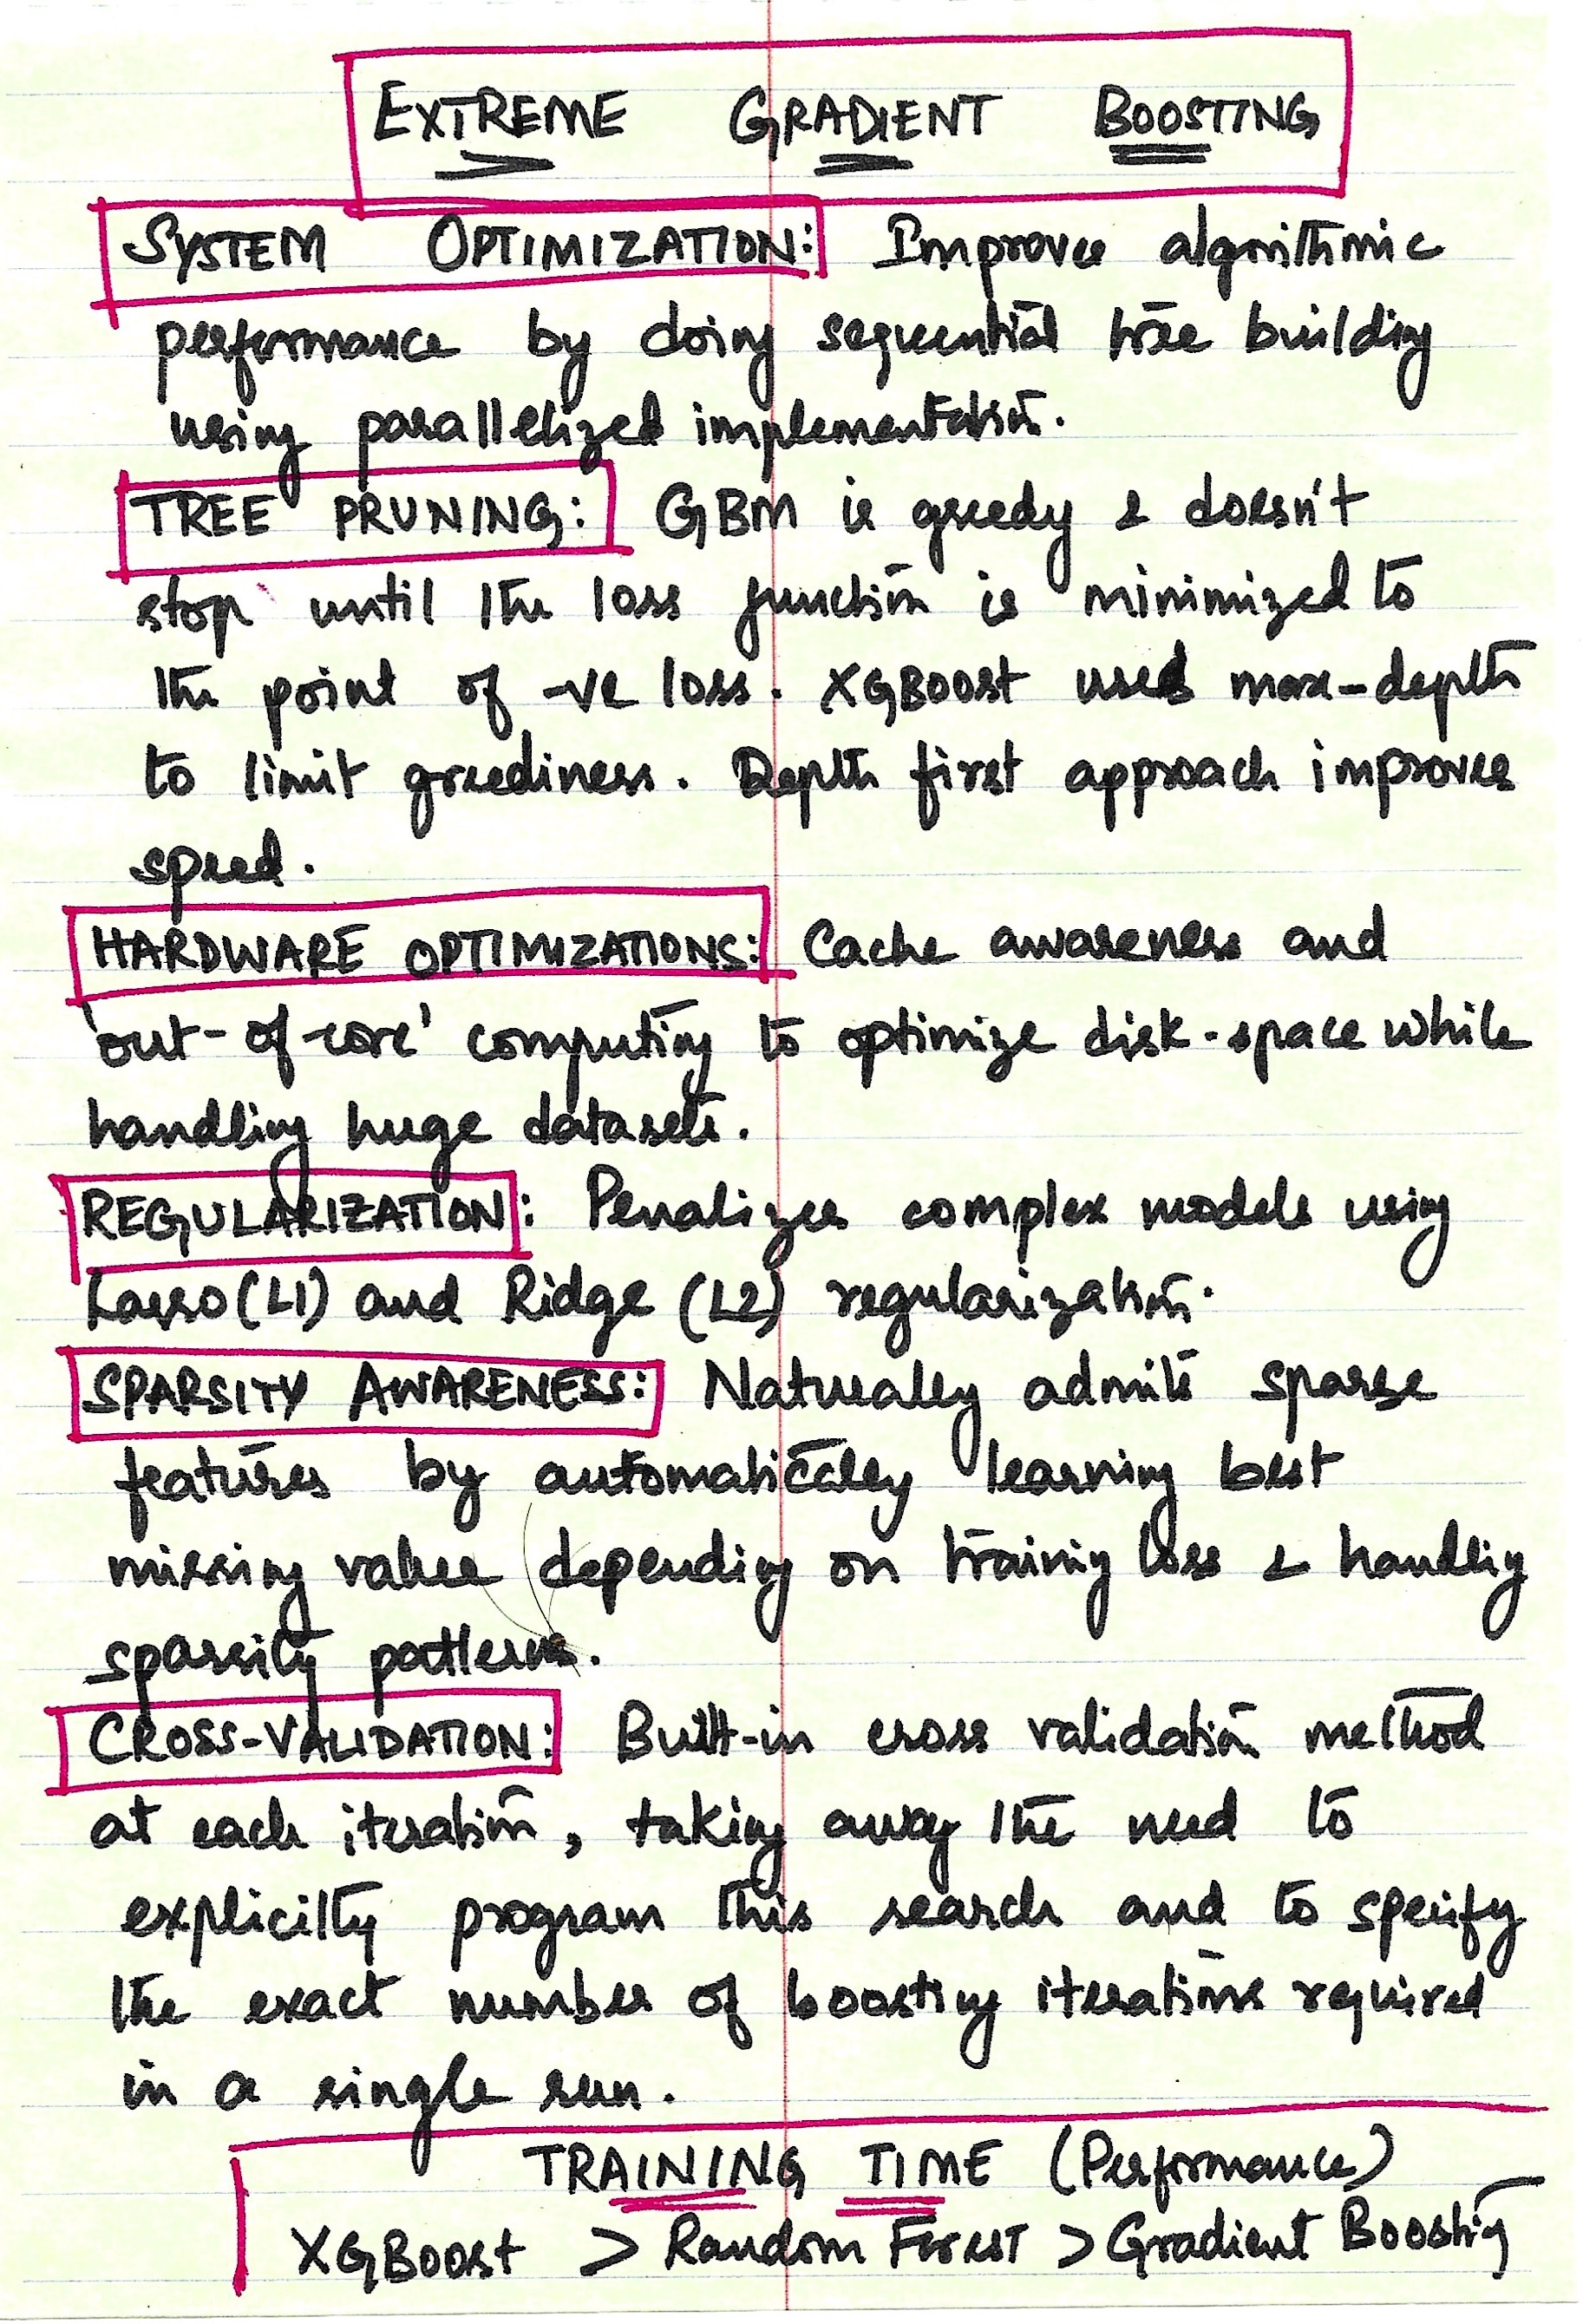 EXTREME GRADIENT BOOSTING
SYSTEM OPTIMIZATION: Improves algorithmic
performance by doing sequential tree building
using parallelized implementation.
TREE PRUNING: GBM is greedy & doesn't
stop until the loss function is minimized to
the point of -ve loss. XGBOOST used max-depth
to limit greediness. Depth first approach improves
speed.
HARDWARE OPTIMIZATIONS: Cache awareness and
'out-of-core' computing to optimize disk-space while
handling huge datasets.
REGULARIZATION: Penalizes complex models using
Lasso (L1) and Ridge (L2) regularization.
SPARSITY AWARENESS: Naturally admits sparse
features by automatically learning best
missing value depending on training loss & handling
sparsity patterns.
CROSS-VALIDATION: Built-in cross validation method
at each iteration, taking away the need to
explicitly program this search and to specify
the exact number of boosting iterations required
in a single run.
TRAINING TIME (Performance)
XGBoost > Random Forest > Gradient Boosting